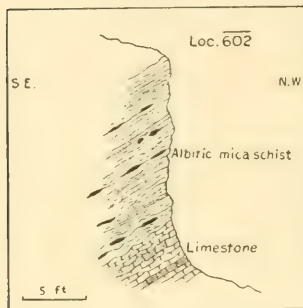 Loc. 602
S E.
N.W
Albitic mica schist
Limestone
5 ft